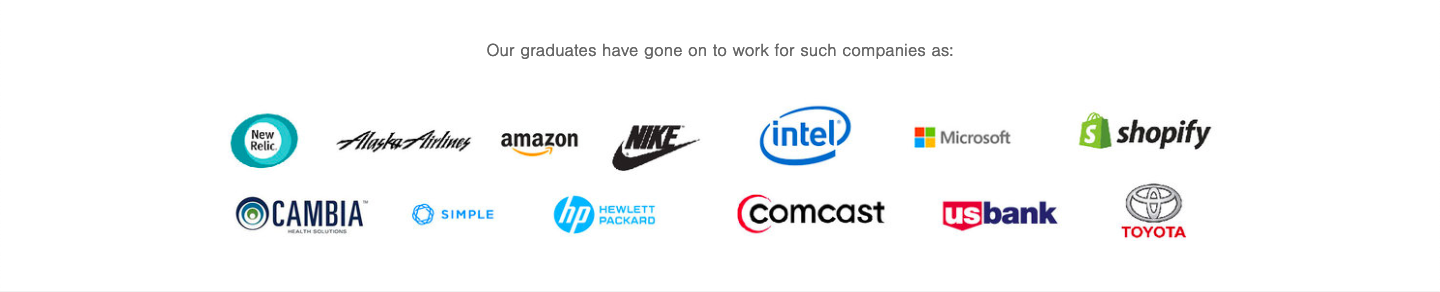 Our graduates have gone on to work for such companies as:
New
Relic.
Alaska Airlines
amazon
NIKE
intel
Microsoft
shopify
CAMBIA™
HEALTH SOLUTIONS
SIMPLE
hp HEWLETT
PACKARD
comcast
usbank
TOYOTA